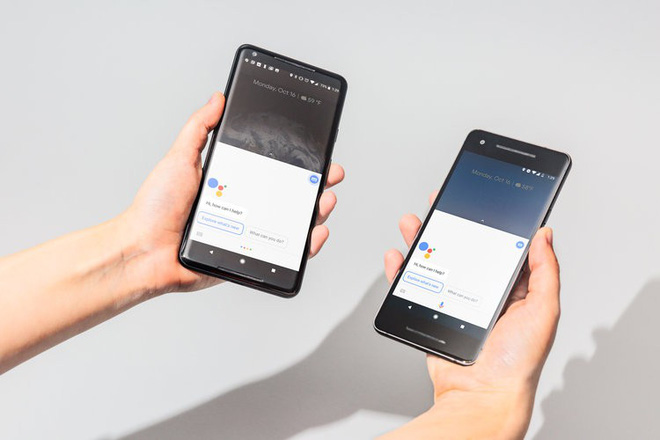 Monday, Oct 16 | 59 °F
Hi, how can I help?
Explore what's new
What can you do?
Monday, Oct 16
Hi, how can I help?
Explore what's new
What can you do?